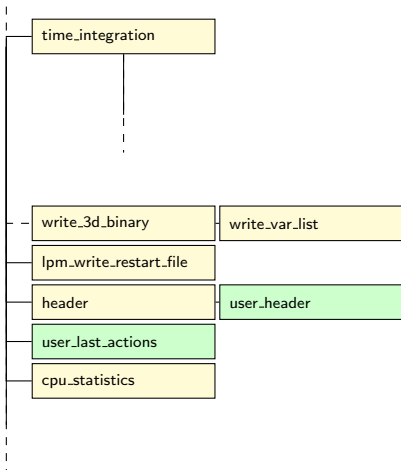 time_integration
write_3d_binary
write_var_list
lpm_write_restart_file
header
user_header
user_last_actions
cpu_statistics